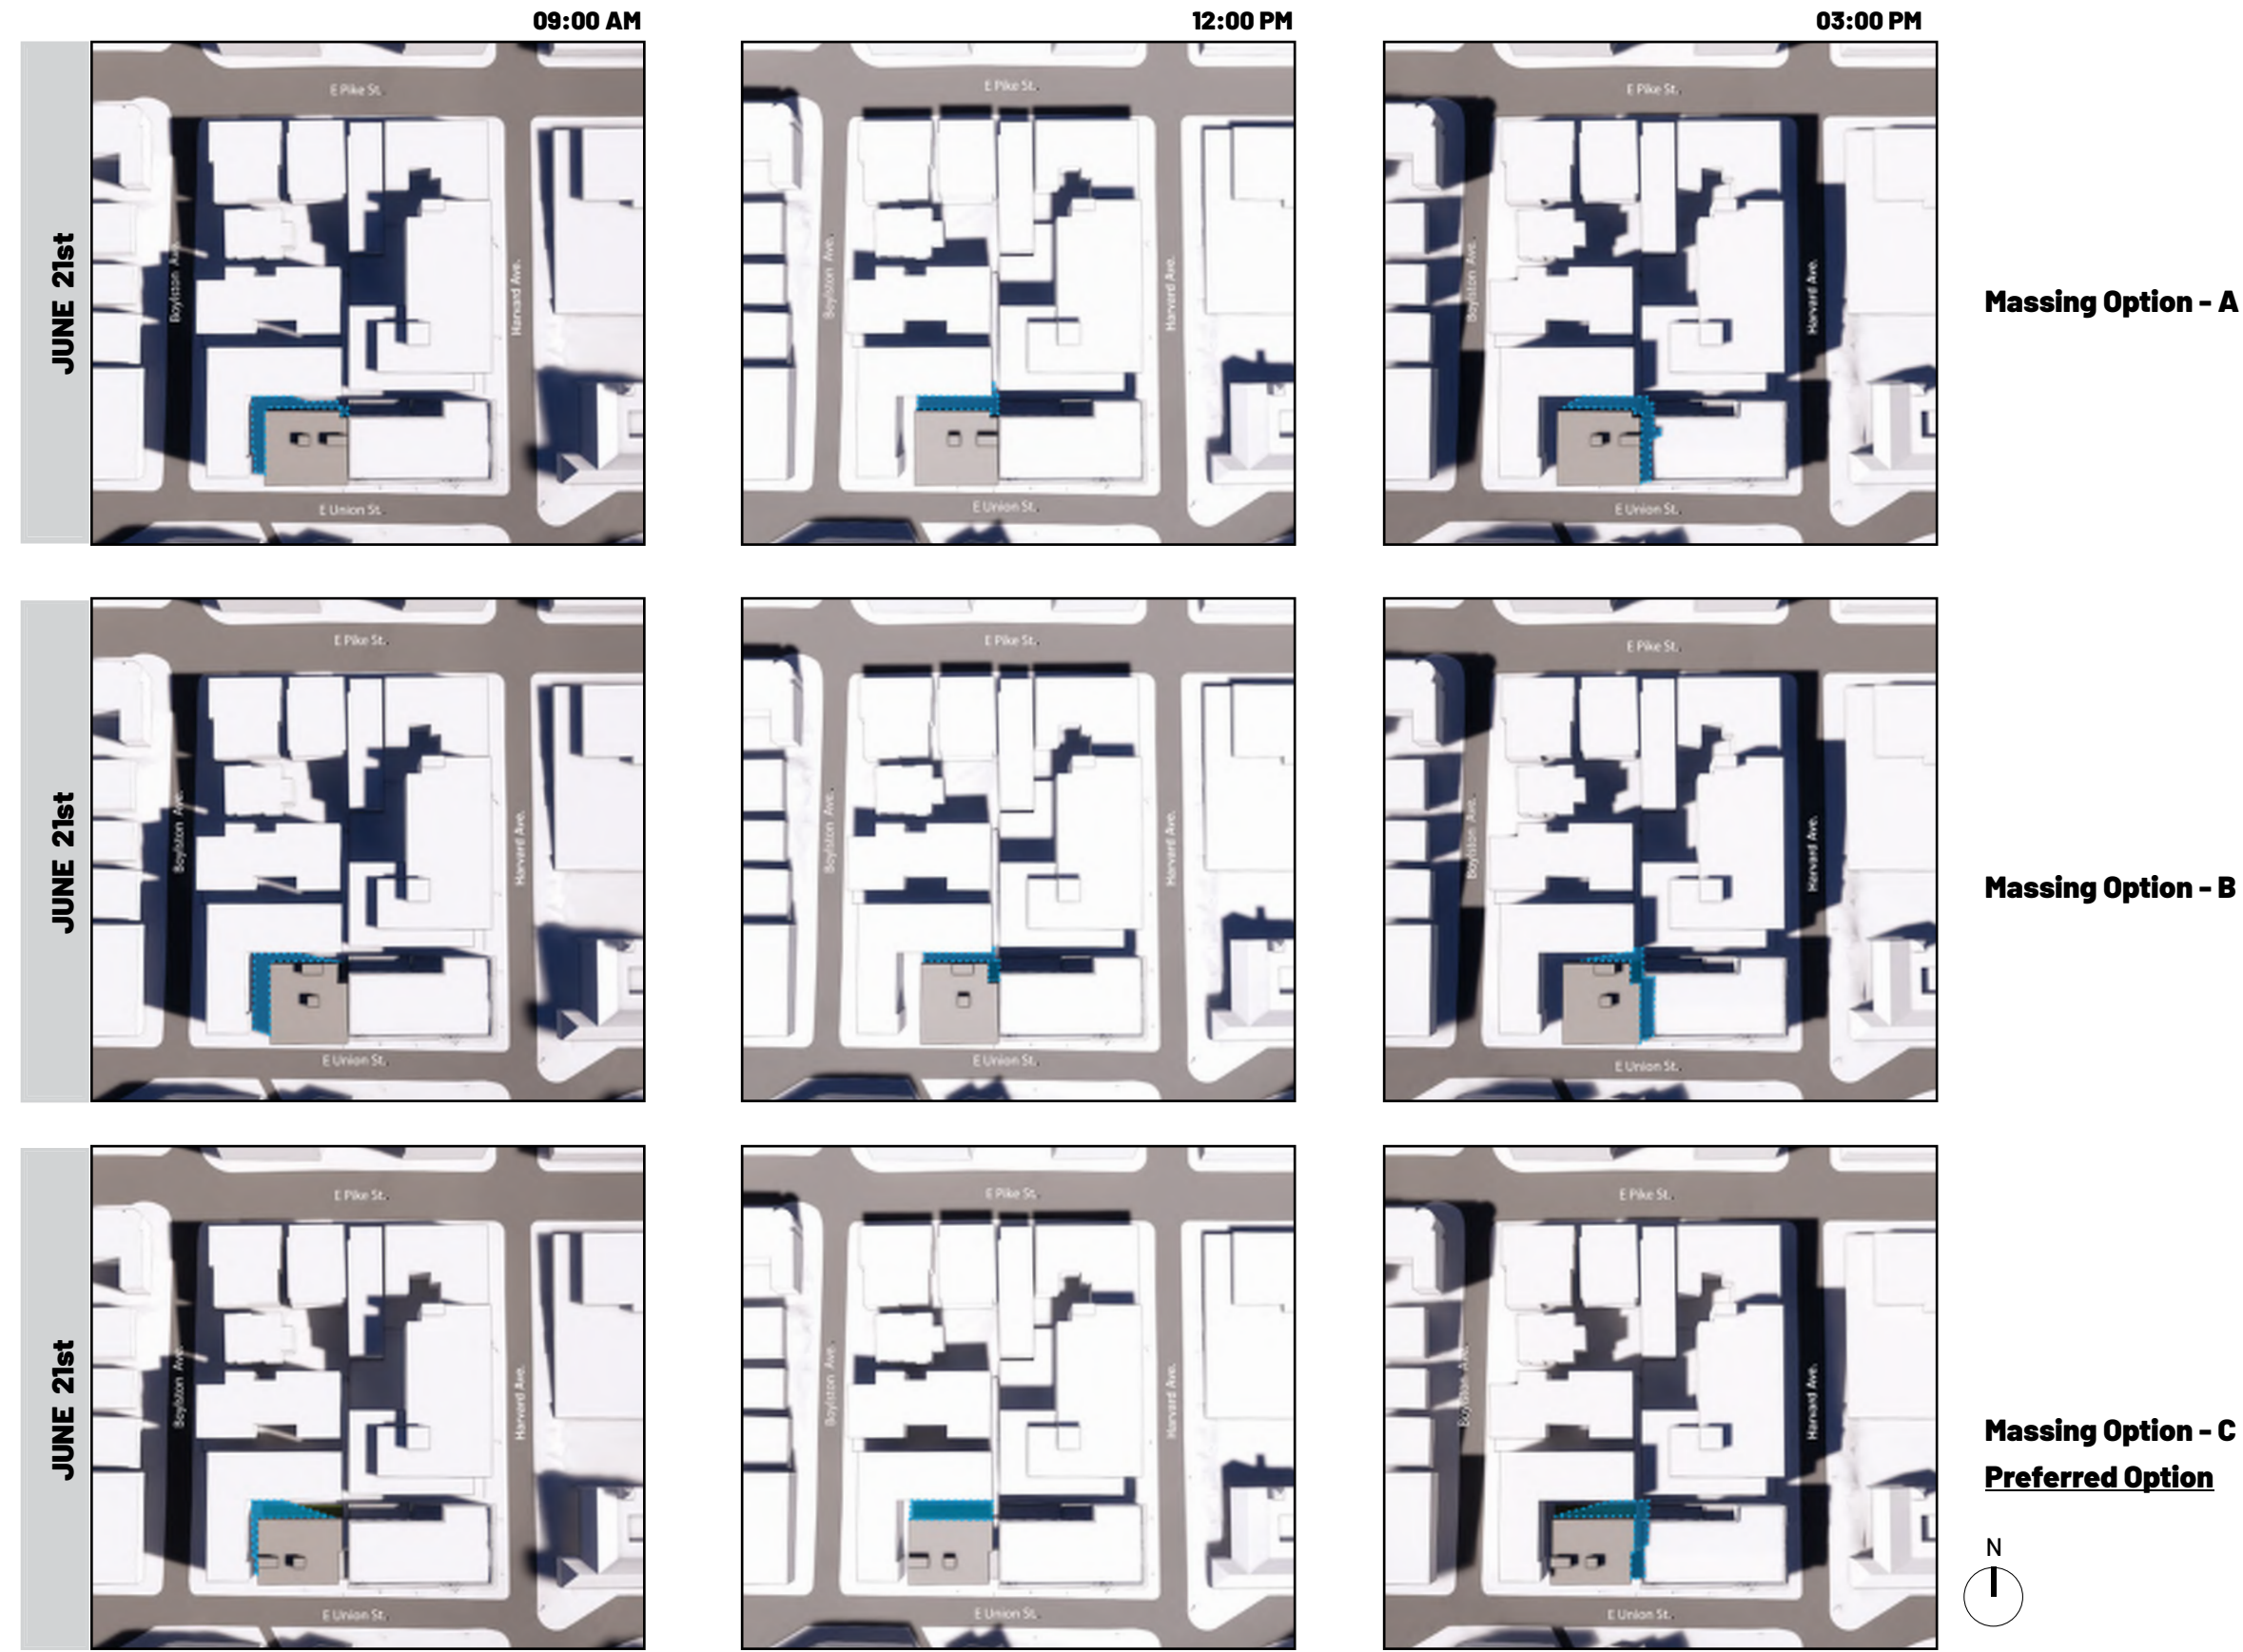 09:00 AM
12:00 PM
03:00 PM
JUNE 21st
E Pike St.
Boylston Ave.
Harvard Ave.
E Union St.
E Pike St.
Boylston Ave.
Harvard Ave.
E Union St.
E Pike St.
Boylston Ave.
Harvard Ave.
E Union St.
Massing Option - A
JUNE 21st
E Pike St.
Boylston Ave.
Harvard Ave.
E Union St.
E Pike St.
Boylston Ave.
Harvard Ave.
E Union St.
E Pike St.
Boylston Ave.
Harvard Ave.
E Union St.
Massing Option - B
JUNE 21st
E Pike St.
Boylston Ave.
Harvard Ave.
E Union St.
E Pike St.
Boylston Ave.
Harvard Ave.
E Union St.
E Pike St.
Boylston Ave.
Harvard Ave.
E Union St.
Massing Option - C
Preferred Option
N